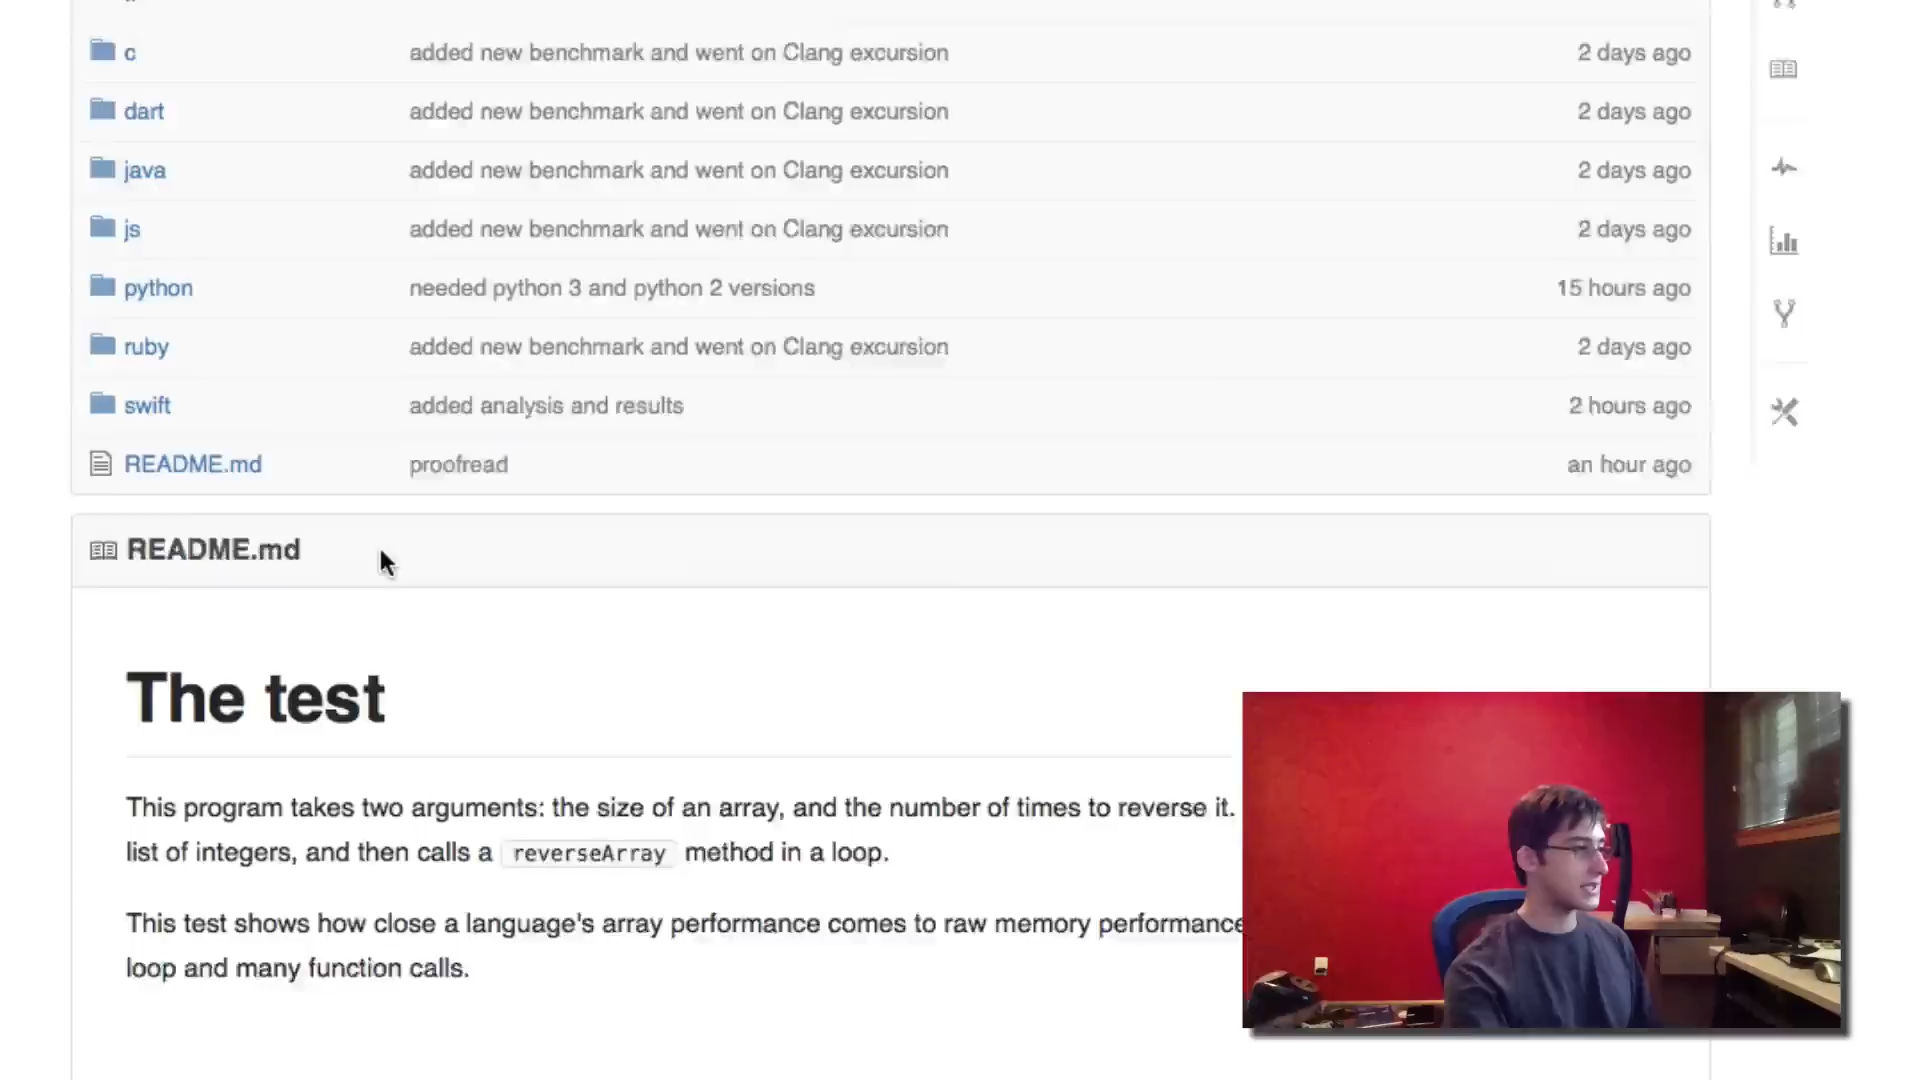 c added new benchmark and went on Clang excursion 2 days ago
dart added new benchmark and went on Clang excursion 2 days ago
java added new benchmark and went on Clang excursion 2 days ago
js added new benchmark and went on Clang excursion 2 days ago
python needed python 3 and python 2 versions 15 hours ago
ruby added new benchmark and went on Clang excursion 2 days ago
swift added analysis and results 2 hours ago
README.md proofread an hour ago
README.md
The test
This program takes two arguments: the size of an array, and the number of times to reverse it.
list of integers, and then calls a reverseArray method in a loop.
This test shows how close a language's array performance comes to raw memory performance
loop and many function calls.